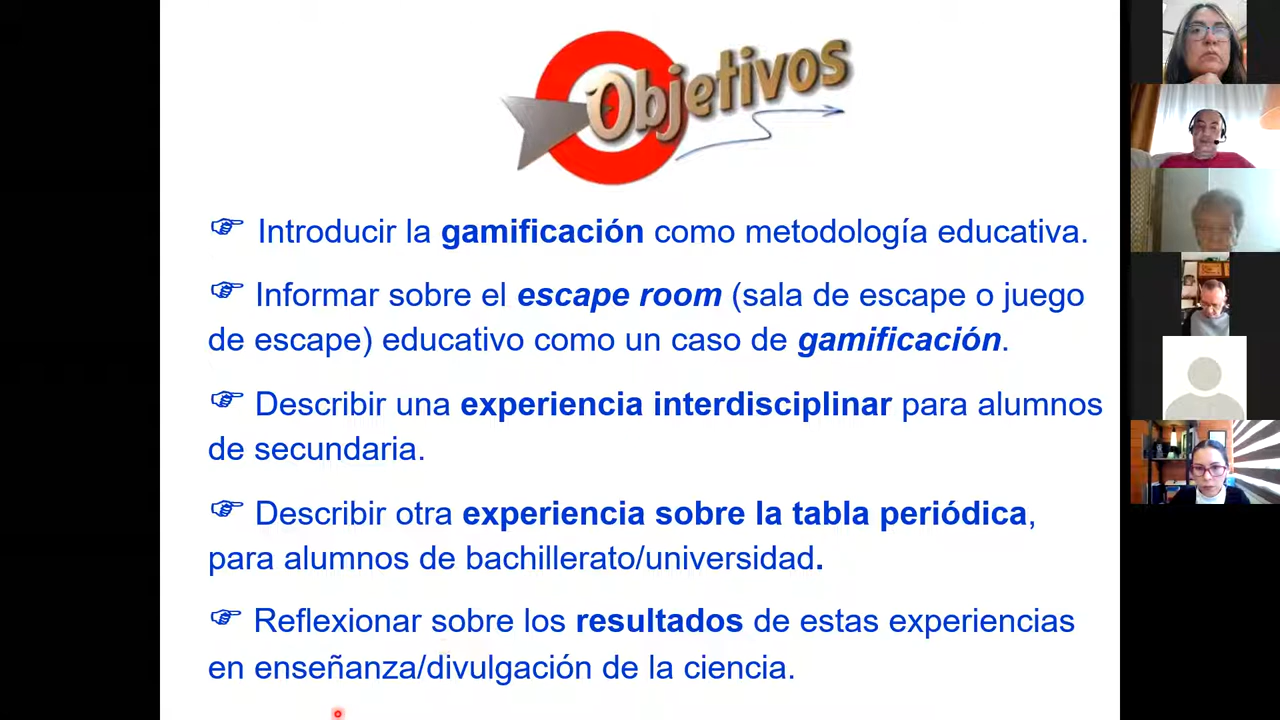 Objetivos
☞ Introducir la gamificación como metodología educativa.
☞ Informar sobre el escape room (sala de escape o juego
de escape) educativo como un caso de gamificación.
☞ Describir una experiencia interdisciplinar para alumnos
de secundaria.
☞ Describir otra experiencia sobre la tabla periódica,
para alumnos de bachillerato/universidad.
☞ Reflexionar sobre los resultados de estas experiencias
en enseñanza/divulgación de la ciencia.